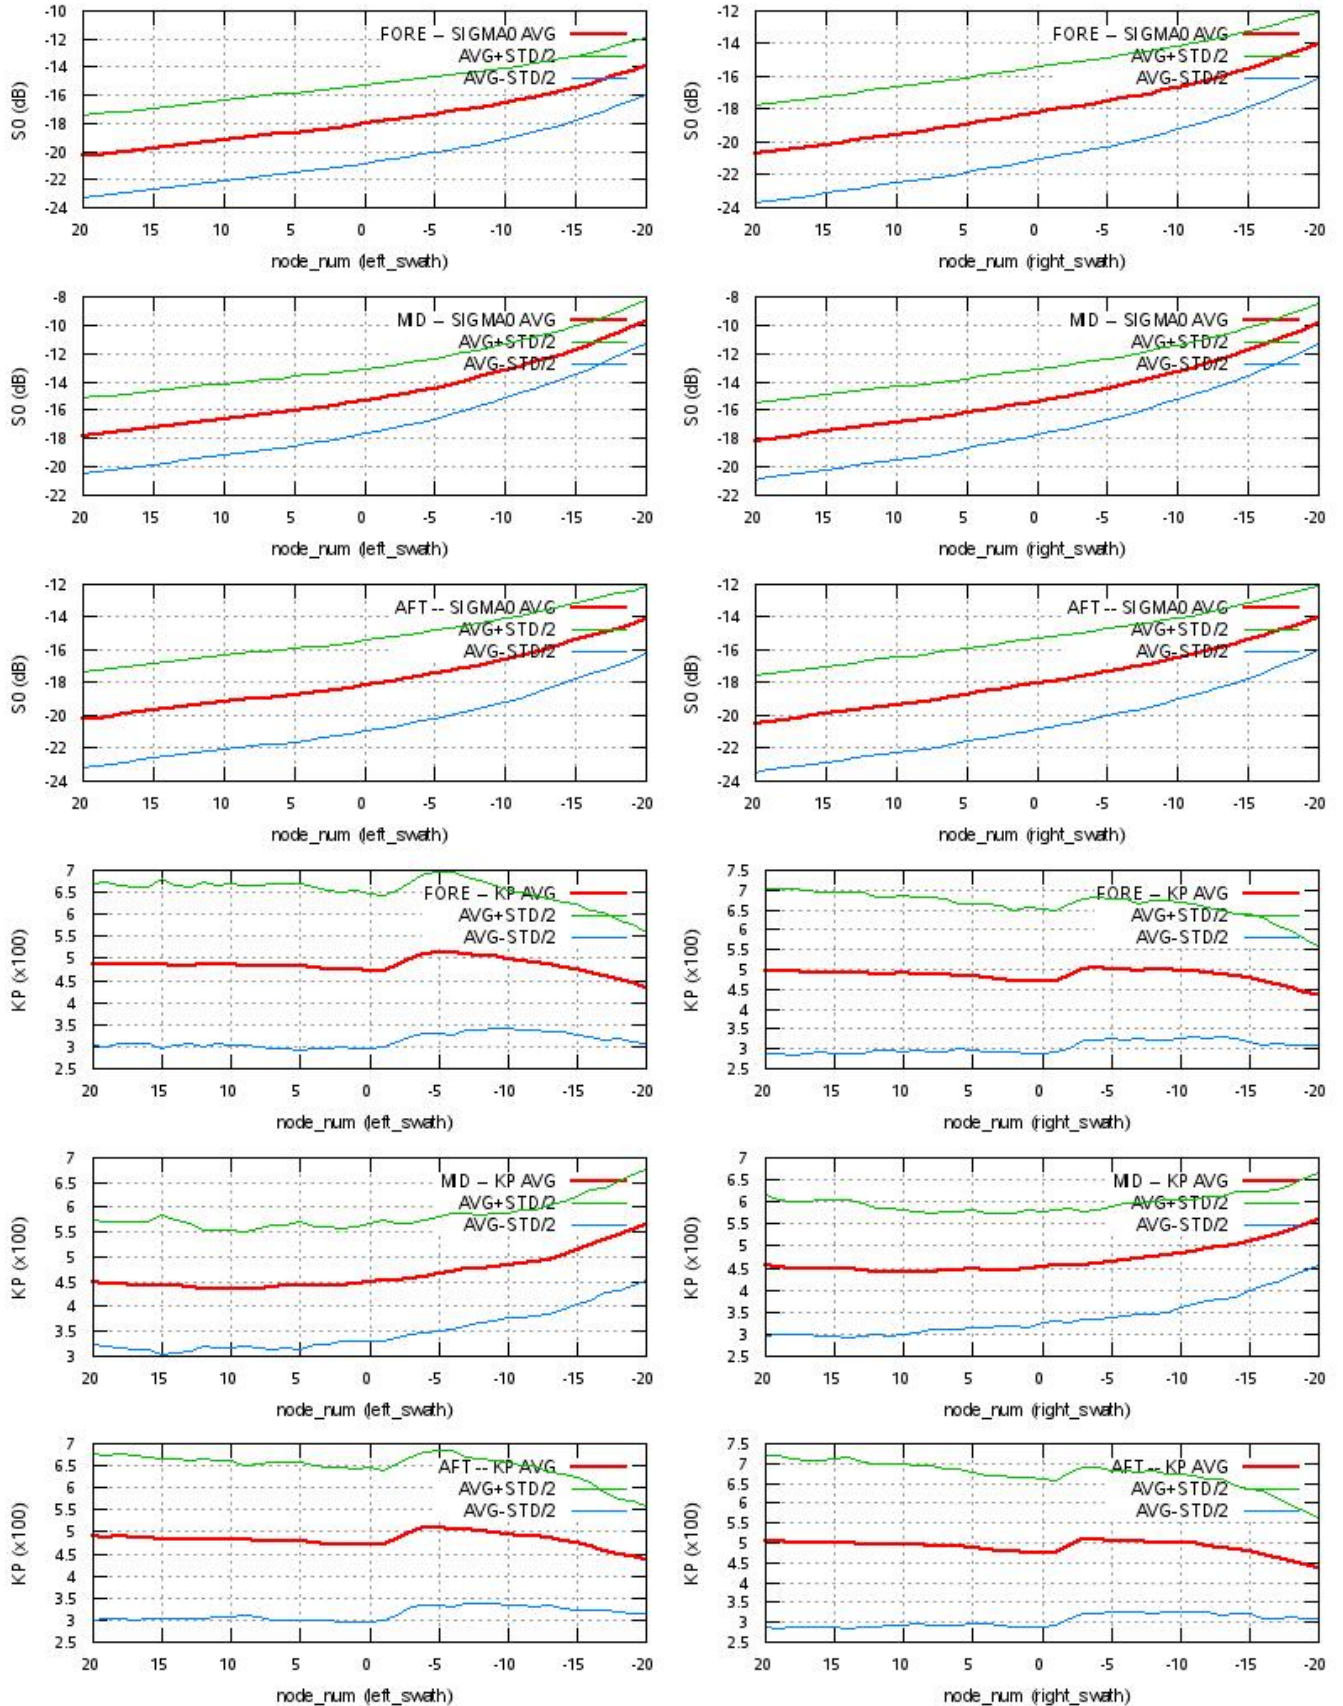 -10
-12
-14
-16
-18
-20
-22
-24
S0 (dB)
FORE -- SIGMA0 AVG
AVG+STD/2
AVG-STD/2
20 15 10 5 0 -5 -10 -15 -20
node_num (left_swath)
-12
-14
-16
-18
-20
-22
-24
S0 (dB)
FORE -- SIGMA0 AVG
AVG+STD/2
AVG-STD/2
20 15 10 5 0 -5 -10 -15 -20
node_num (right_swath)
-8
-10
-12
-14
-16
-18
-20
-22
S0 (dB)
MID -- SIGMA0 AVG
AVG+STD/2
AVG-STD/2
20 15 10 5 0 -5 -10 -15 -20
node_num (left_swath)
-8
-10
-12
-14
-16
-18
-20
-22
S0 (dB)
MID -- SIGMA0 AVG
AVG+STD/2
AVG-STD/2
20 15 10 5 0 -5 -10 -15 -20
node_num (right_swath)
-12
-14
-16
-18
-20
-22
-24
S0 (dB)
AFT -- SIGMA0 AVG
AVG+STD/2
AVG-STD/2
20 15 10 5 0 -5 -10 -15 -20
node_num (left_swath)
-12
-14
-16
-18
-20
-22
-24
S0 (dB)
AFT -- SIGMA0 AVG
AVG+STD/2
AVG-STD/2
20 15 10 5 0 -5 -10 -15 -20
node_num (right_swath)
7
6.5
6
5.5
5
4.5
4
3.5
3
2.5
KP (x100)
FORE -- KP AVG
AVG+STD/2
AVG-STD/2
20 15 10 5 0 -5 -10 -15 -20
node_num (left_swath)
7.5
7
6.5
6
5.5
5
4.5
4
3.5
3
2.5
KP (x100)
FORE -- KP AVG
AVG+STD/2
AVG-STD/2
20 15 10 5 0 -5 -10 -15 -20
node_num (right_swath)
7
6.5
6
5.5
5
4.5
4
3.5
3
KP (x100)
MID -- KP AVG
AVG+STD/2
AVG-STD/2
20 15 10 5 0 -5 -10 -15 -20
node_num (left_swath)
7
6.5
6
5.5
5
4.5
4
3.5
3
2.5
KP (x100)
MID -- KP AVG
AVG+STD/2
AVG-STD/2
20 15 10 5 0 -5 -10 -15 -20
node_num (right_swath)
7
6.5
6
5.5
5
4.5
4
3.5
3
2.5
KP (x100)
AFT -- KP AVG
AVG+STD/2
AVG-STD/2
20 15 10 5 0 -5 -10 -15 -20
node_num (left_swath)
7.5
7
6.5
6
5.5
5
4.5
4
3.5
3
2.5
KP (x100)
AFT -- KP AVG
AVG+STD/2
AVG-STD/2
20 15 10 5 0 -5 -10 -15 -20
node_num (right_swath)